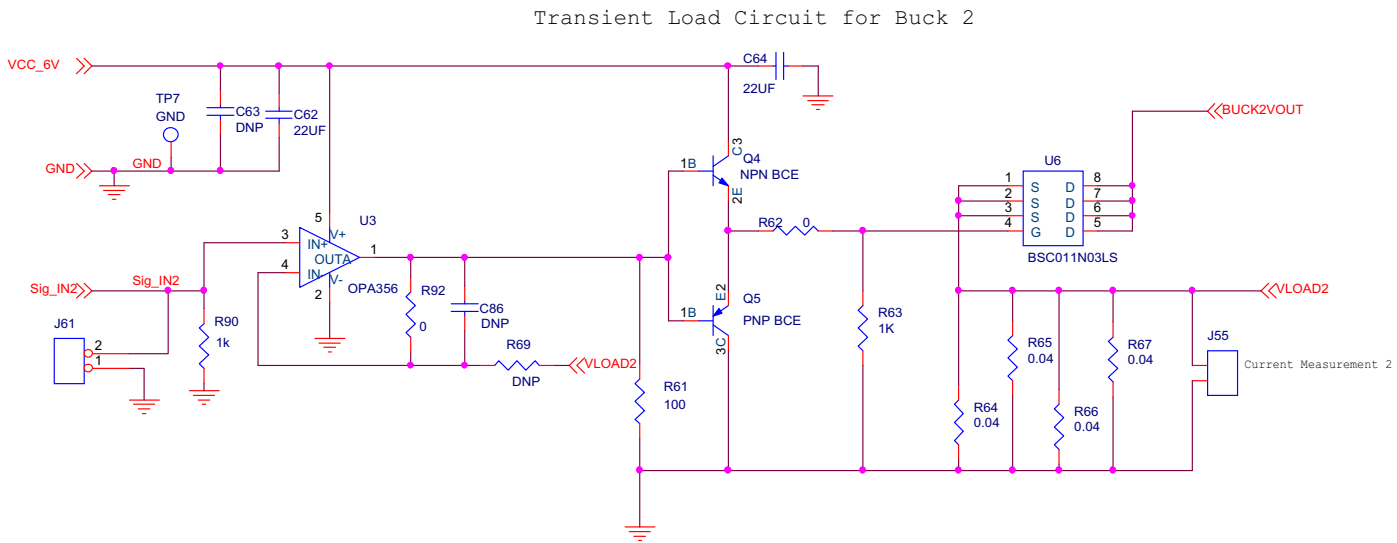 Transient Load Circuit for Buck 2
VCC_6V
C64
22UF
TP7
GND
C63
DNP
C62
22UF
BUCK2VOUT
GND
GND
C3
1B
Q4
NPN BCE
2E
U6
1
2
3
4
S
S
S
G
D
D
D
D
8
7
6
5
BSC011N03LS
R62
0
U3
5
V+
3
IN+
OUTA
1
4
IN-
V-
2
OPA356
Sig_IN2
Sig_IN2
R90
1k
J61
2
1
R92
0
C86
DNP
R69
DNP
VLOAD2
R61
100
E2
1B
Q5
PNP BCE
3C
R63
1K
VLOAD2
R65
0.04
R67
0.04
J55
Current Measurement 2
R64
0.04
R66
0.04